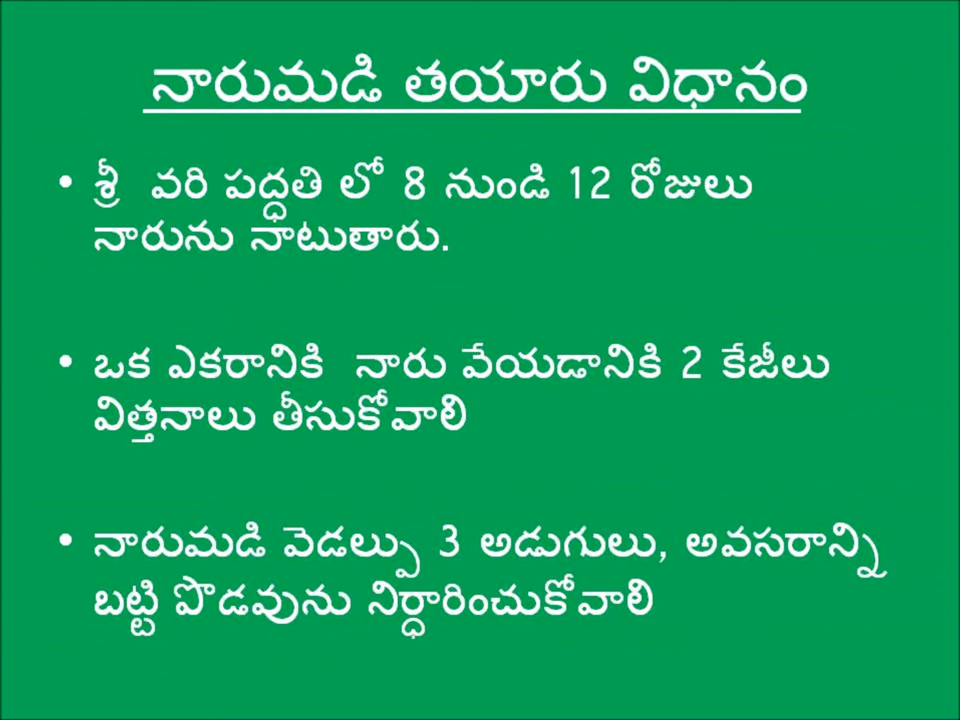 నారుమడి తయారు విధానం
• శ్రీ వరి పద్ధతి లో 8 నుండి 12 రోజులు
నారును నాటుతారు.
• ఒక ఎకరానికి నారు వేయడానికి 2 కేజీలు
విత్తనాలు తీసుకోవాలి
• నారుమడి వెడల్పు 3 అడుగులు, అవసరాన్ని
బట్టి పొడవును నిర్ధారించుకోవాలి